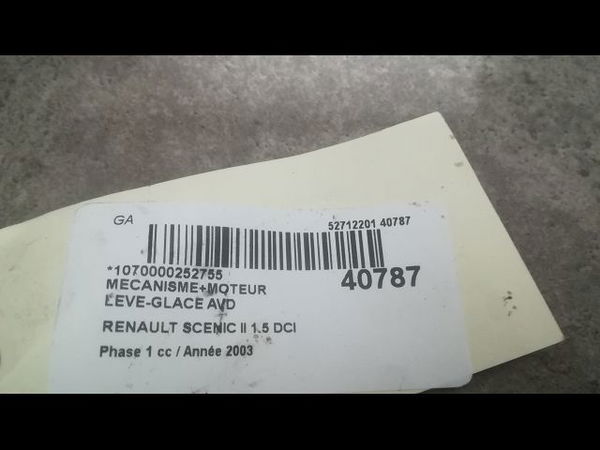 GA
52712201 40787
*1070000252755
40787
MECANISME+MOTEUR
LEVE-GLACE AVD
RENAULT SCENIC II 1.5 DCI
Phase 1 cc / Année 2003